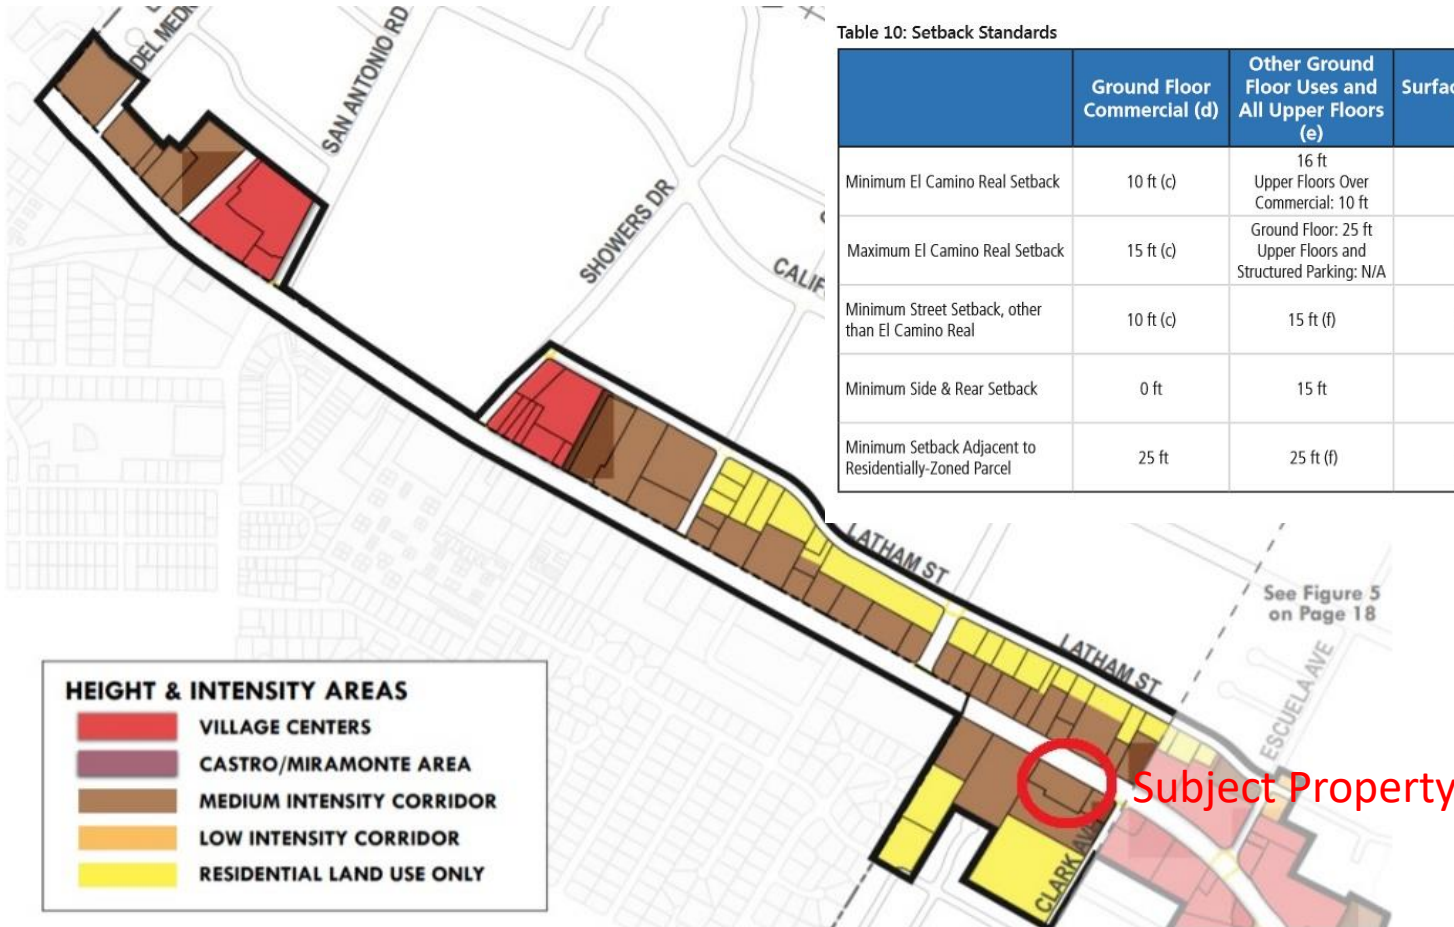 DEL MEDI
SAN ANTONIO RD
SHOWERS DR
CALIF
LATHAM ST
LATHAM ST
See Figure 5
on Page 18
ESCUELA AVE
CLARK AV
Subject Property
Table 10: Setback Standards
Ground Floor
Commercial (d)
Other Ground
Floor Uses and
All Upper Floors
(e)
Surfac
Minimum El Camino Real Setback
10 ft (c)
16 ft
Upper Floors Over
Commercial: 10 ft
Maximum El Camino Real Setback
15 ft (c)
Ground Floor: 25 ft
Upper Floors and
Structured Parking: N/A
Minimum Street Setback, other
than El Camino Real
10 ft (c)
15 ft (f)
Minimum Side & Rear Setback
0 ft
15 ft
Minimum Setback Adjacent to
Residentially-Zoned Parcel
25 ft
25 ft (f)
HEIGHT & INTENSITY AREAS
VILLAGE CENTERS
CASTRO/MIRAMONTE AREA
MEDIUM INTENSITY CORRIDOR
LOW INTENSITY CORRIDOR
RESIDENTIAL LAND USE ONLY